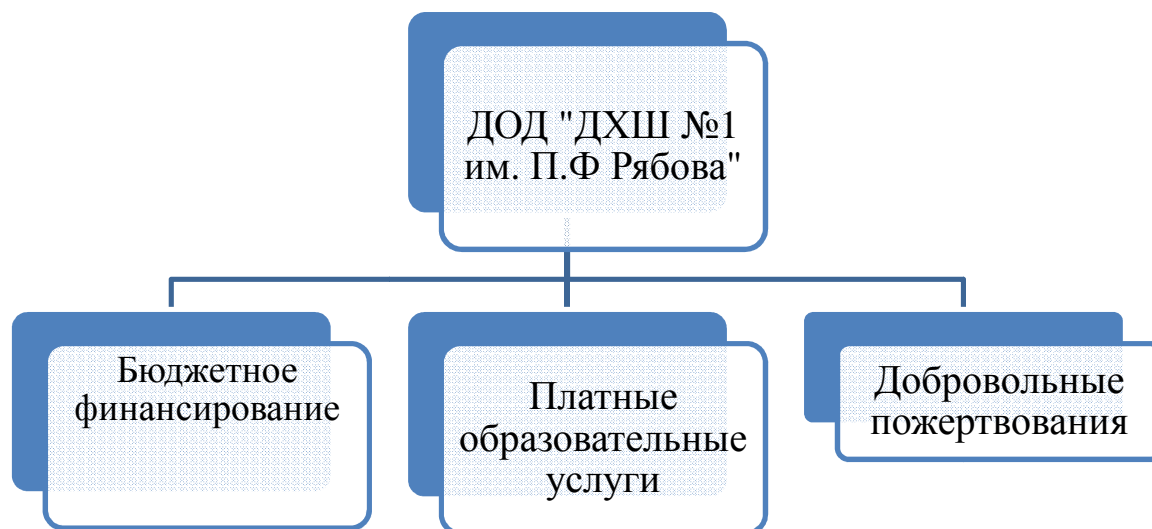 ДОД "ДХШ №1
им. П.Ф Рябова"
Бюджетное
финансирование
Платные
образовательные
услуги
Добровольные
пожертвования